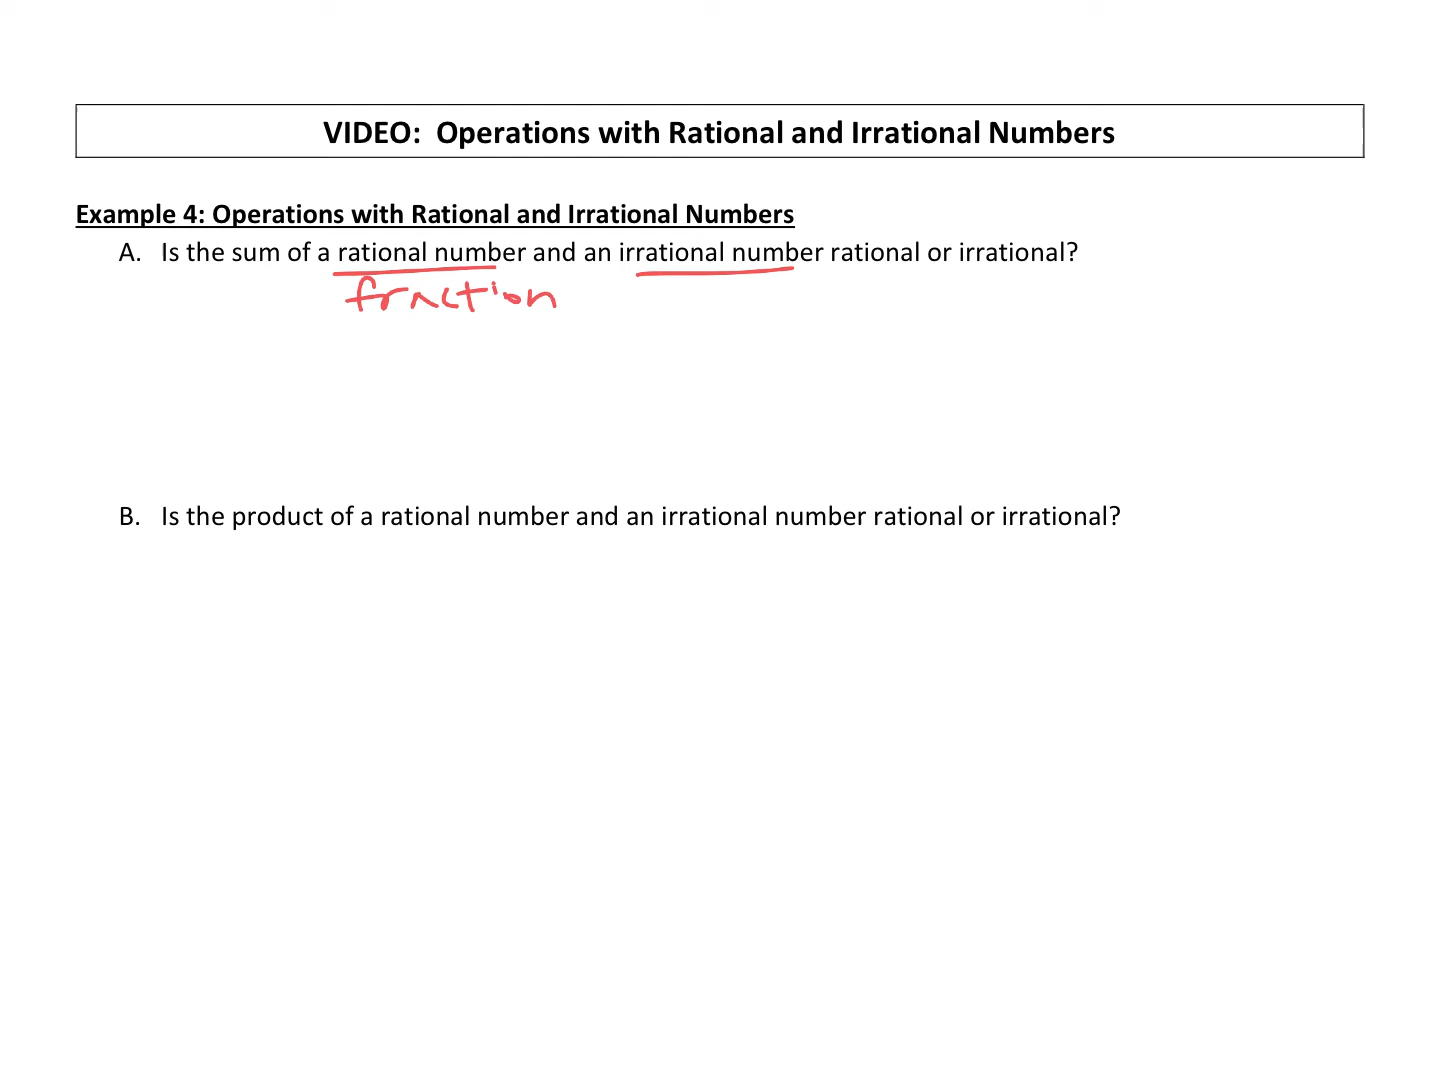 VIDEO: Operations with Rational and Irrational Numbers
Example 4: Operations with Rational and Irrational Numbers
A. Is the sum of a rational number and an irrational number rational or irrational?
fraction
B. Is the product of a rational number and an irrational number rational or irrational?